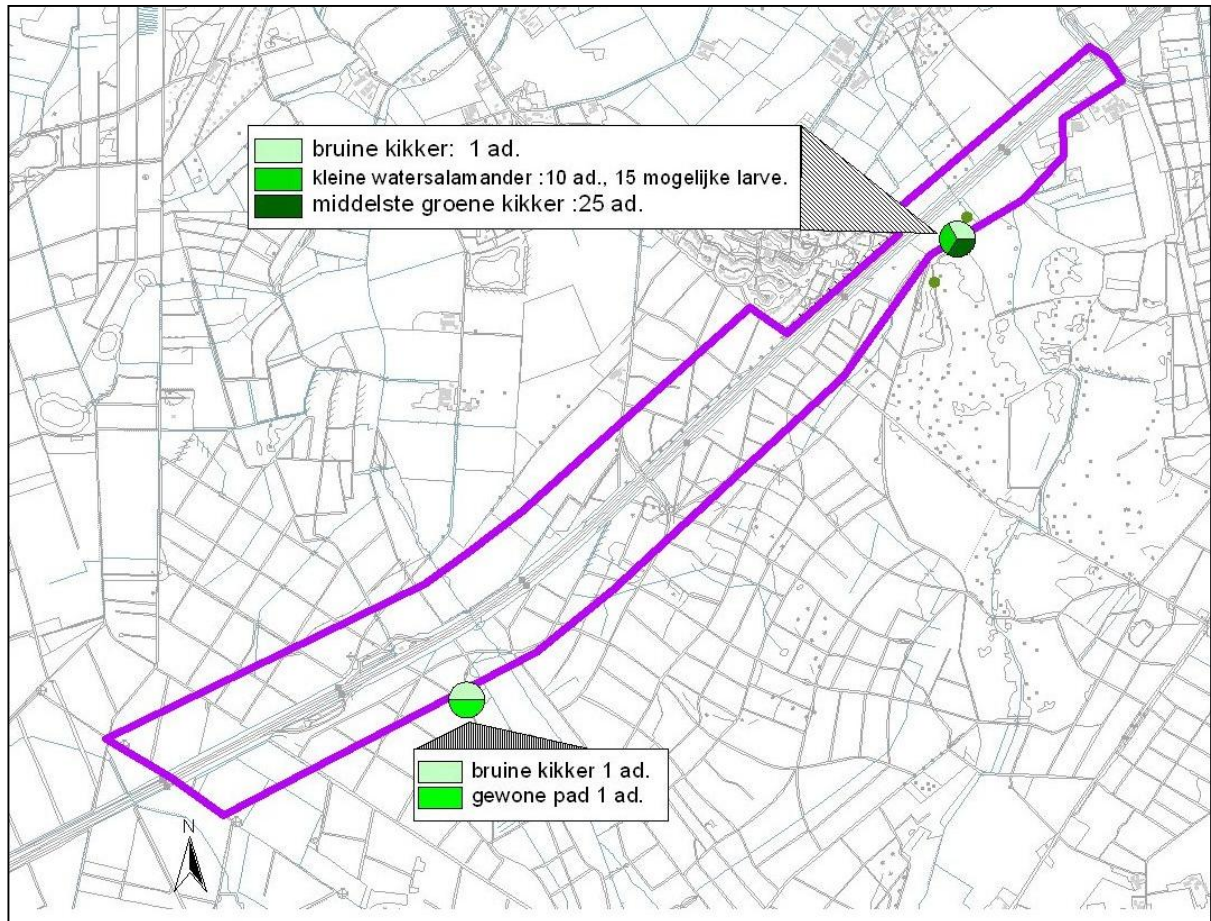 bruine kikker: 1 ad.
kleine watersalamander :10 ad., 15 mogelijke larve.
middelste groene kikker :25 ad.
bruine kikker 1 ad.
gewone pad 1 ad.
N